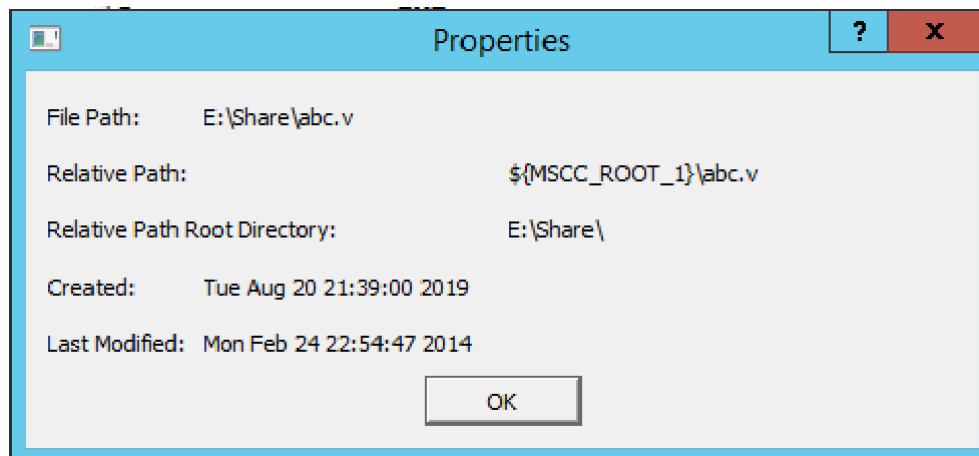 Properties
? x
File Path: E:\Share\abc.v
Relative Path: ${MSCC_ROOT_1}\abc.v
Relative Path Root Directory: E:\Share\
Created: Tue Aug 20 21:39:00 2019
Last Modified: Mon Feb 24 22:54:47 2014
OK